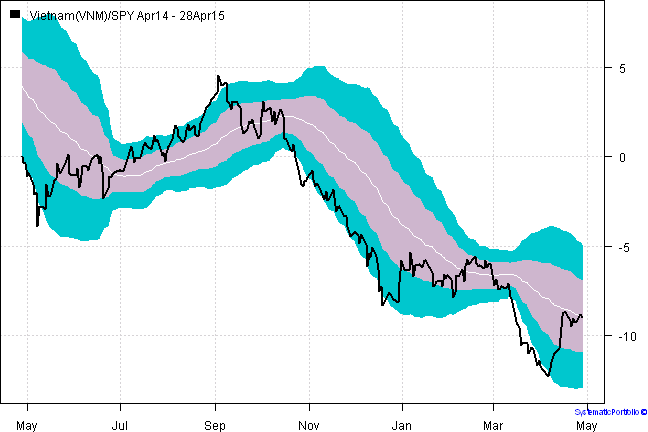 Vietnam(VNM)/SPY Apr14 - 28Apr15
5
0
-5
-10
May Jul Sep Nov Jan Mar May
SystematicPortfolio ©